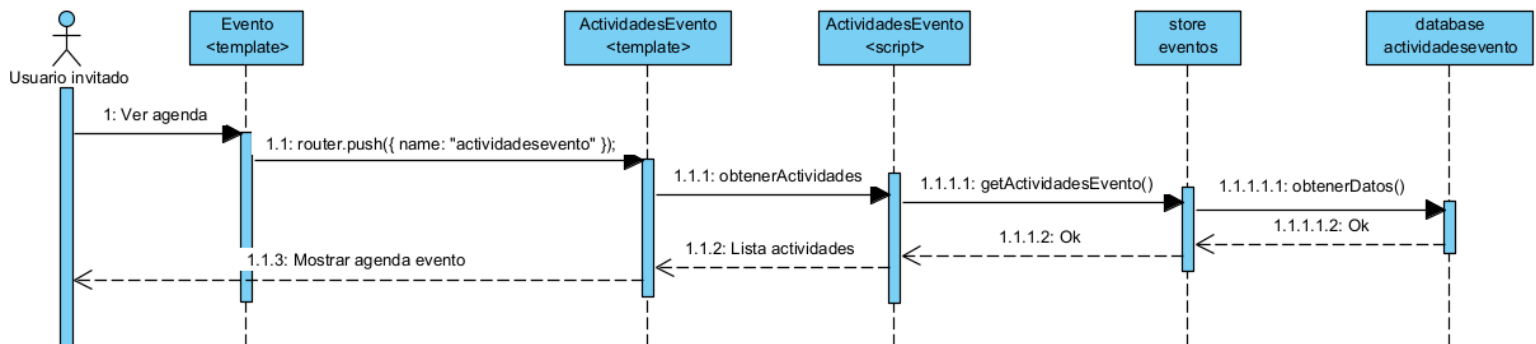 Evento
<template>
ActividadesEvento
<template>
ActividadesEvento
<script>
store
eventos
database
actividadesevento
Usuario invitado
1: Ver agenda
1.1: router.push({ name: "actividadesevento" });
1.1.1: obtenerActividades
1.1.1.1: getActividadesEvento()
1.1.1.1.1: obtenerDatos()
1.1.1.1.2: Ok
1.1.1.2: Ok
1.1.2: Lista actividades
1.1.3: Mostrar agenda evento